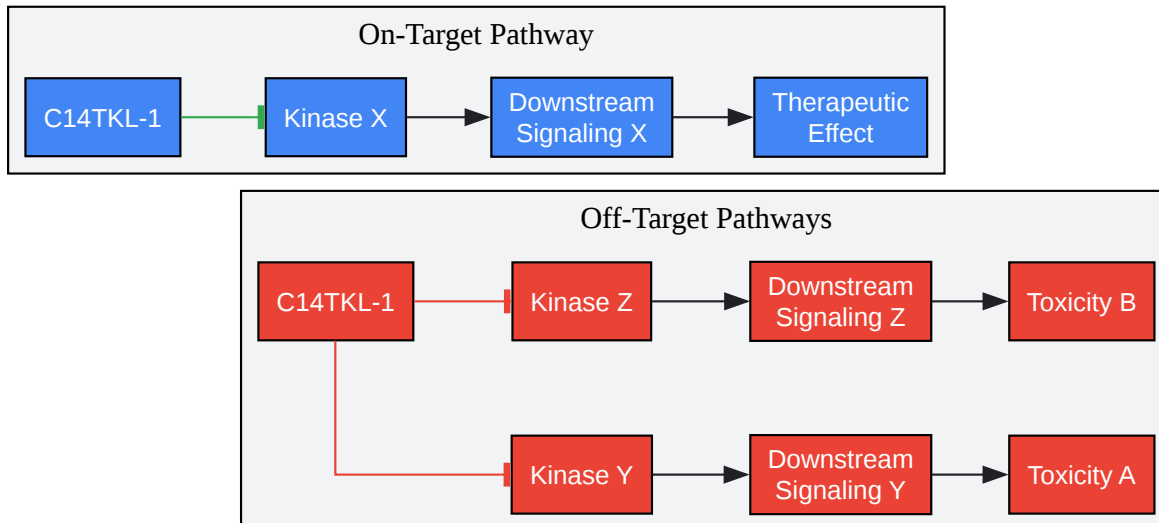 On-Target Pathway
C14TKL-1
Kinase X
Downstream
Signaling X
Therapeutic
Effect
Off-Target Pathways
C14TKL-1
Kinase Z
Downstream
Signaling Z
Toxicity B
Kinase Y
Downstream
Signaling Y
Toxicity A